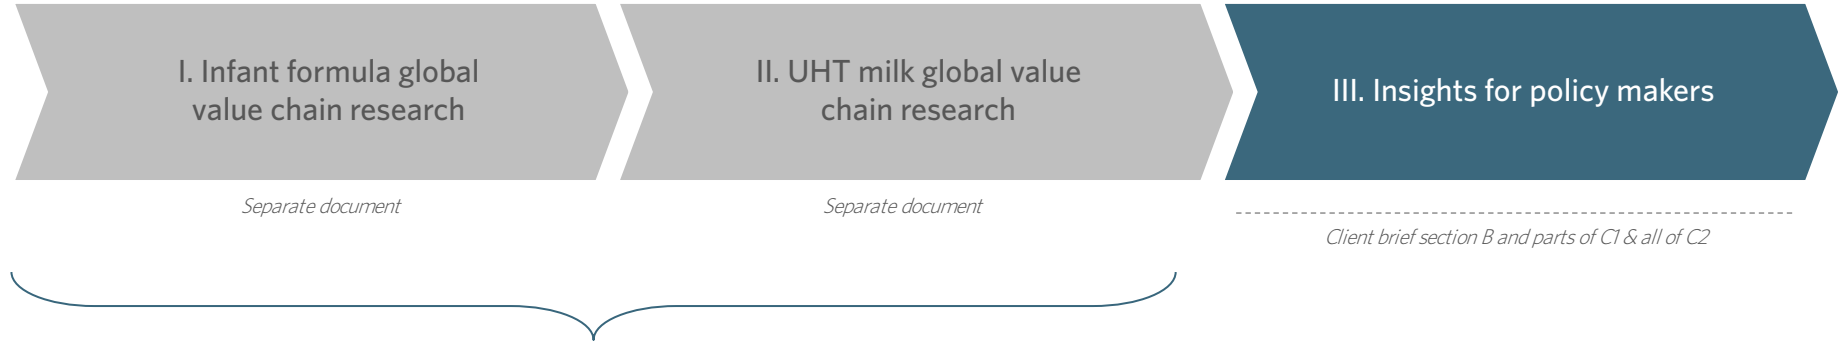 I. Infant formula global
value chain research
II. UHT milk global value
chain research
III. Insights for policy makers
Separate document
Separate document
Client brief section B and parts of C1 & all of C2